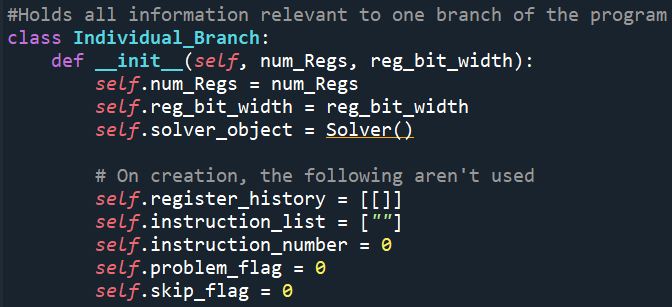 #Holds all information relevant to one branch of the program
class Individual_Branch:
    def __init__(self, num_Regs, reg_bit_width):
        self.num_Regs = num_Regs
        self.reg_bit_width = reg_bit_width
        self.solver_object = Solver()

        # On creation, the following aren't used
        self.register_history = [[]]
        self.instruction_list = [""]
        self.instruction_number = 0
        self.problem_flag = 0
        self.skip_flag = 0